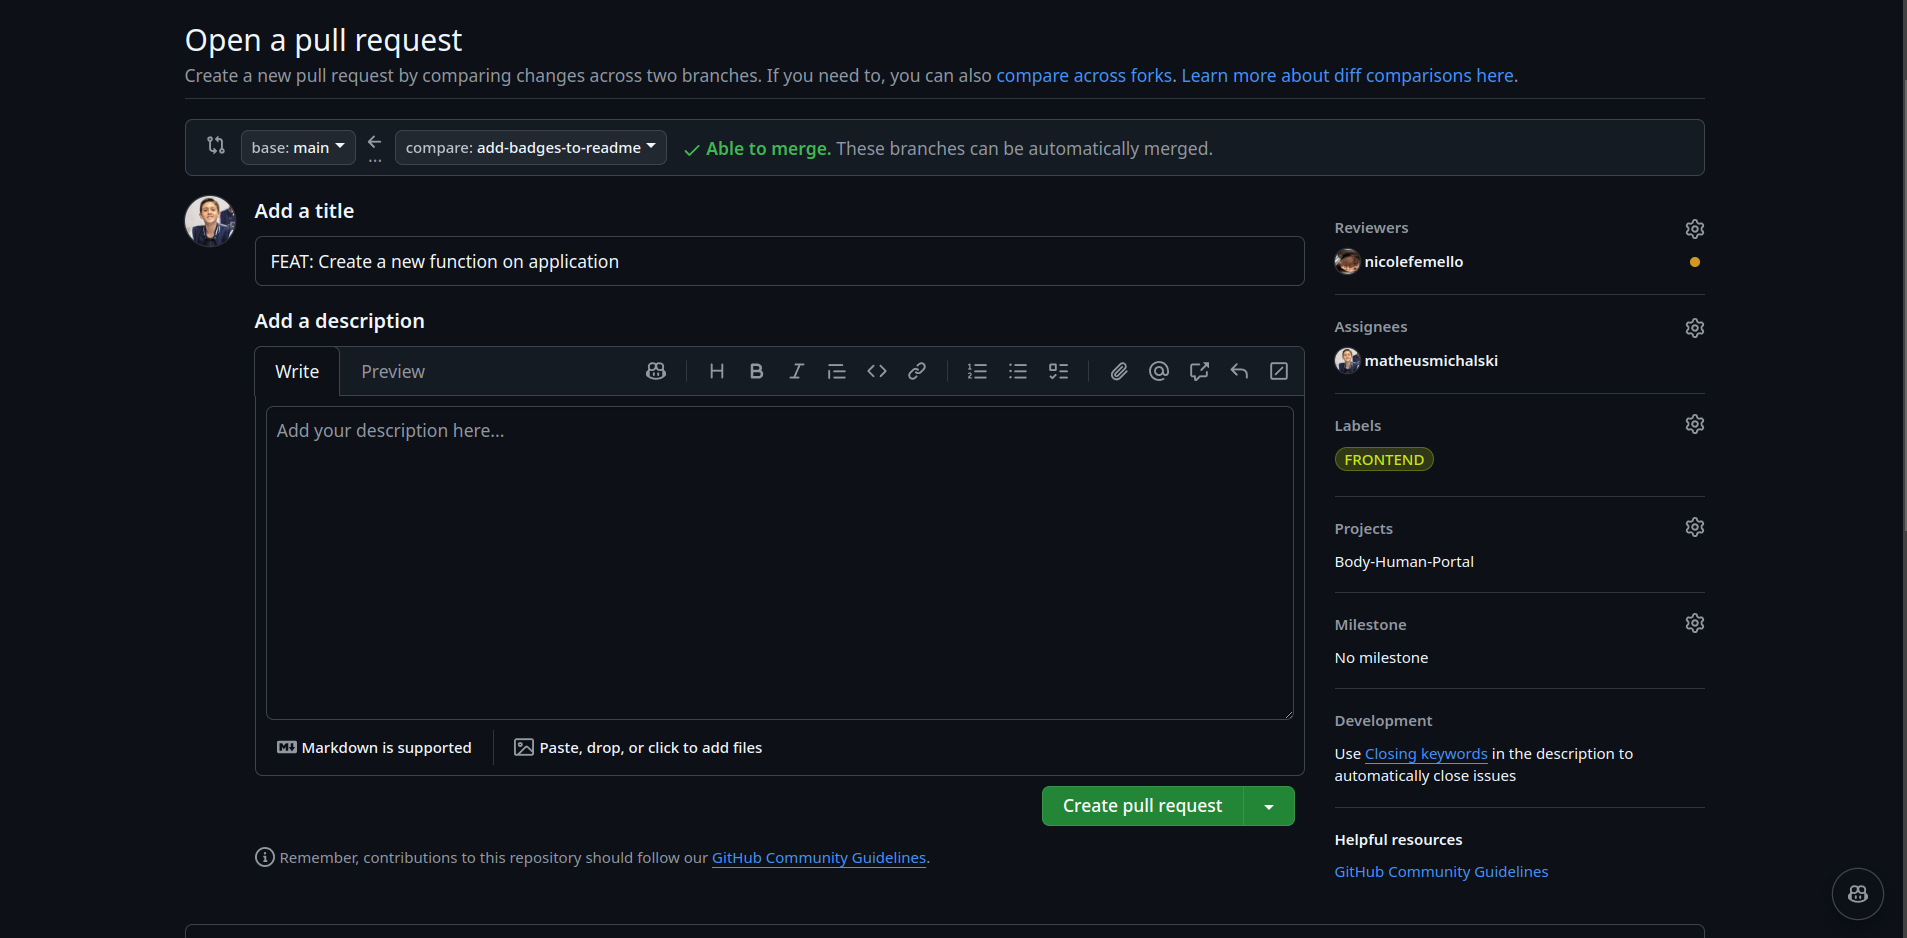 Open a pull request
Create a new pull request by comparing changes across two branches. If you need to, you can also compare across forks. Learn more about diff comparisons here.
base: main
...
compare: add-badges-to-readme
Able to merge. These branches can be automatically merged.
Add a title
FEAT: Create a new function on application
Add a description
Write
Preview
Add your description here...
Markdown is supported
Paste, drop, or click to add files
Create pull request
Remember, contributions to this repository should follow our GitHub Community Guidelines.
Reviewers
nicolefemello
Assignees
matheusmichalski
Labels
FRONTEND
Projects
Body-Human-Portal
Milestone
No milestone
Development
Use Closing keywords in the description to
automatically close issues
Helpful resources
GitHub Community Guidelines